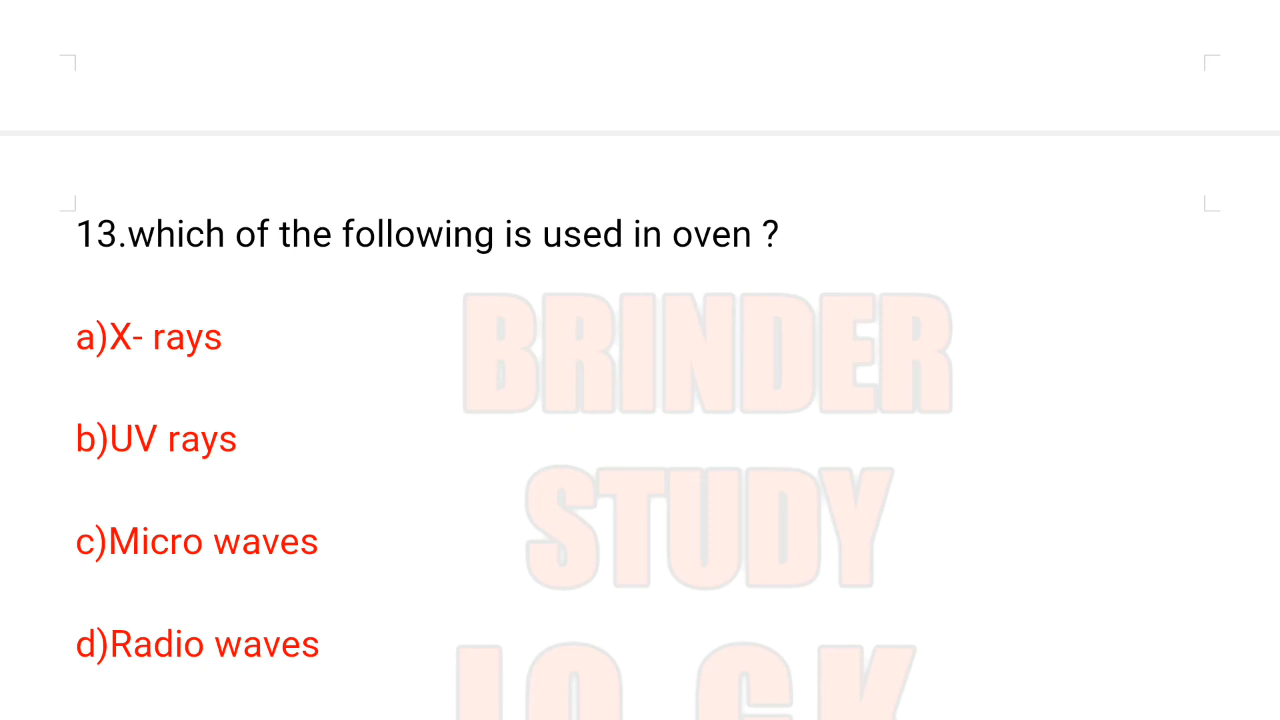 13.which of the following is used in oven ?
BRINDER
a)X- rays
b)UV rays
STUDY
c)Micro waves
d)Radio waves